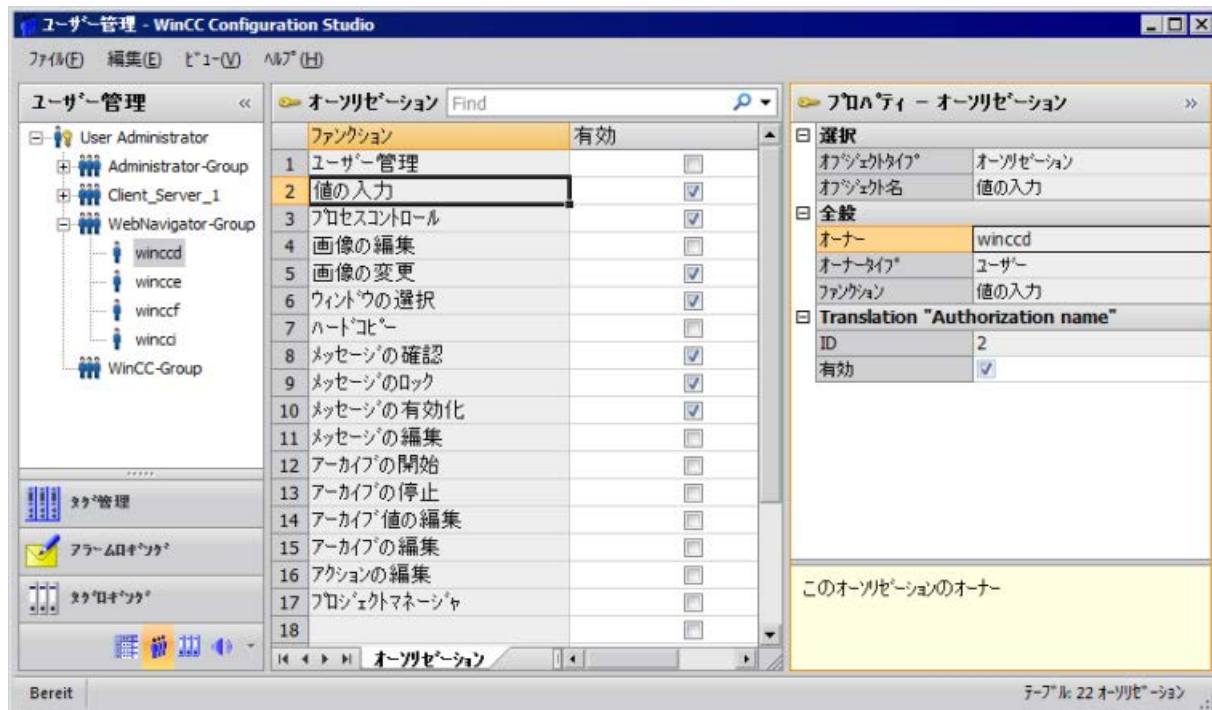 ユーザー管理 - WinCC Configuration Studio
ファイル(F) 編集(E) ビュー(V) ヘルプ(H)
ユーザー管理 «
User Administrator
Administrator-Group
Client_Server_1
WebNavigator-Group
winccd
wincce
winccf
wincci
WinCC-Group
タグ管理
アラームロギング
タグロギング
オーソリゼーション Find
ファンクション 有効
1 ユーザー管理
2 値の入力
3 プロセスコントロール
4 画像の編集
5 画像の変更
6 ウィンドウの選択
7 ハードコピー
8 メッセージの確認
9 メッセージのロック
10 メッセージの有効化
11 メッセージの編集
12 アーカイブの開始
13 アーカイブの停止
14 アーカイブ値の編集
15 アーカイブの編集
16 アクションの編集
17 プロジェクトマネージャ
18
オーソリゼーション
プロパティ - オーソリゼーション »
選択
オブジェクトタイプ オーソリゼーション
オブジェクト名 値の入力
全般
オーナー winccd
オーナータイプ ユーザー
ファンクション 値の入力
Translation "Authorization name"
ID 2
有効
このオーソリゼーションのオーナー
Bereit
テーブル: 22 オーソリゼーション